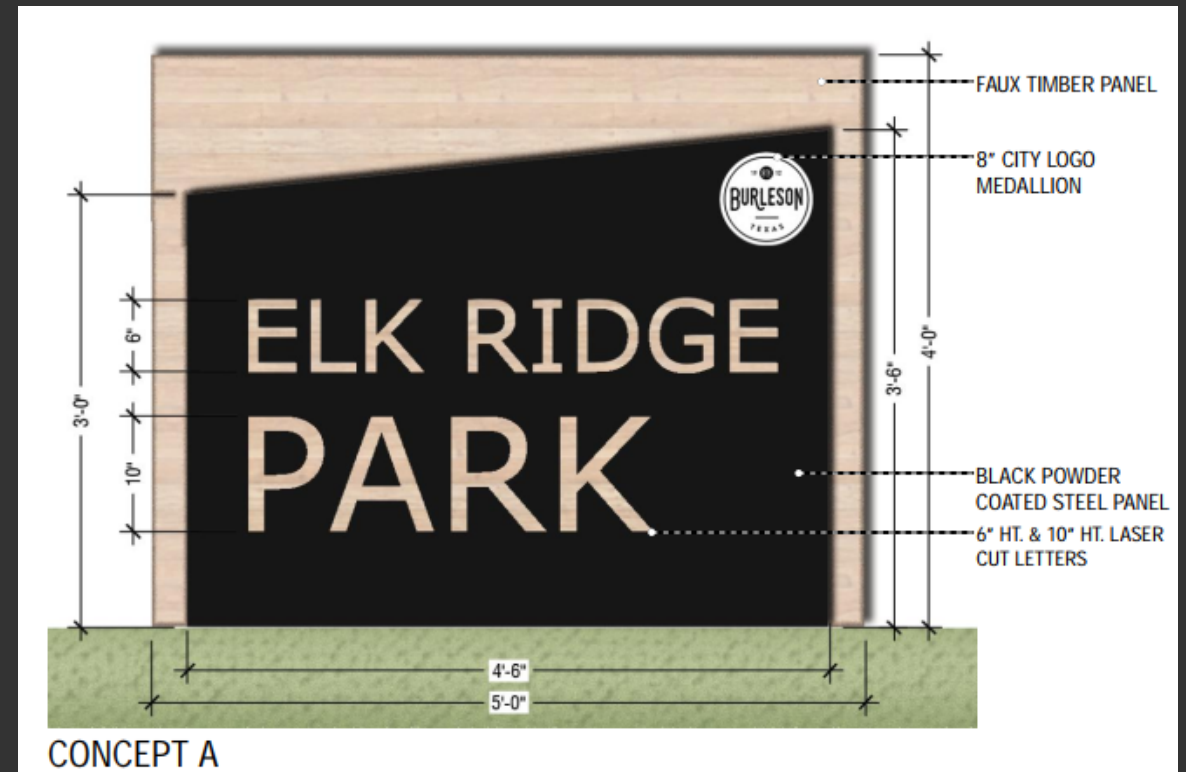 FAUX TIMBER PANEL
8" CITY LOGO
MEDALLION
BURLESON
TEXAS
ELK RIDGE
6"
4'-0"
3'-6"
3'-0"
PARK
10"
BLACK POWDER
COATED STEEL PANEL
6" HT. & 10" HT. LASER
CUT LETTERS
4'-6"
5'-0"
CONCEPT A